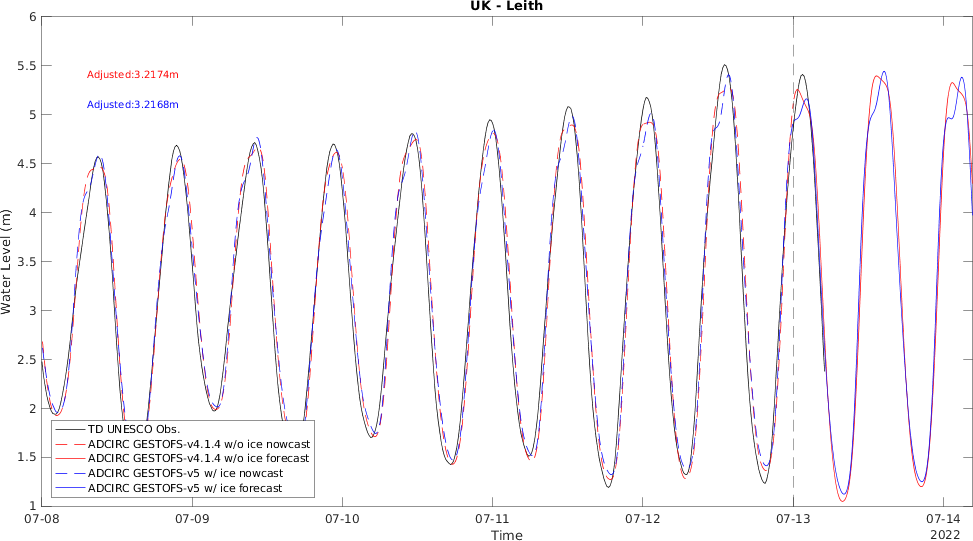 UK - Leith
6
5.5
5
4.5
4
3.5
3
2.5
2
1.5
1
Water Level (m)
Adjusted:3.2174m
Adjusted:3.2168m
TD UNESCO Obs.
ADCIRC GESTOFS-v4.1.4 w/o ice nowcast
ADCIRC GESTOFS-v4.1.4 w/o ice forecast
ADCIRC GESTOFS-v5 w/ ice nowcast
ADCIRC GESTOFS-v5 w/ ice forecast
07-08 07-09 07-10 07-11 07-12 07-13 07-14
Time
2022